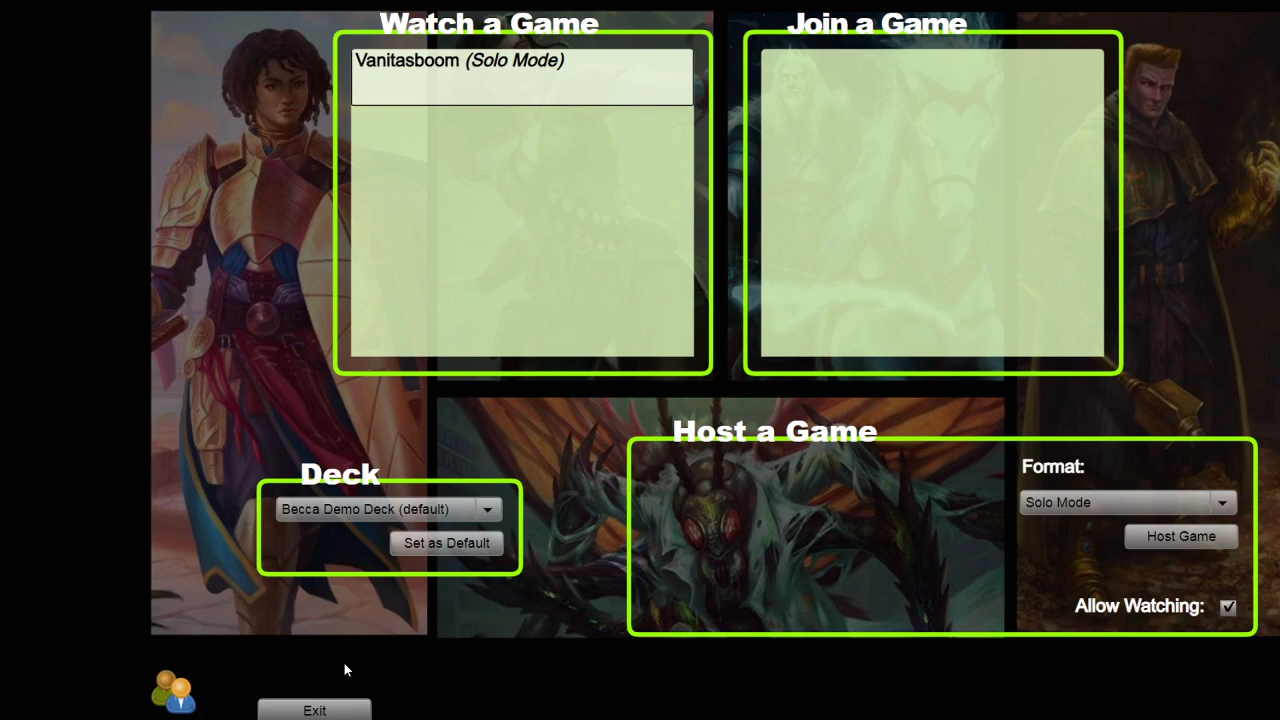 Watch a Game
Join a Game
Vanitasboom (Solo Mode)
Host a Game
Format:
Deck
Solo Mode
Becca Demo Deck (default)
Host Game
Set as Default
Allow Watching:
Exit